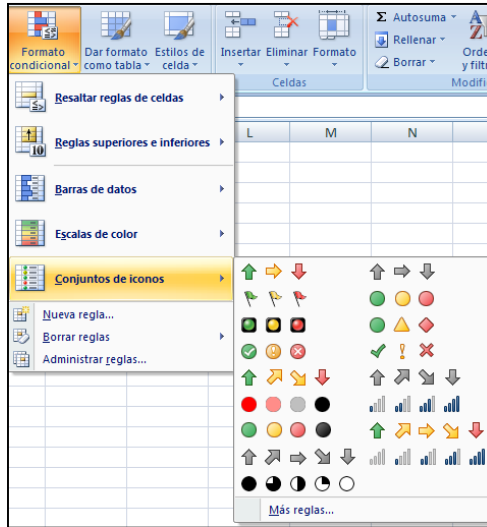 Formato condicional
Dar formato como tabla
Estilos de celda
Insertar
Eliminar
Formato
Celdas
Σ Autosuma
Rellenar
Borrar
Resaltar reglas de celdas
Reglas superiores e inferiores
10
Barras de datos
Escalas de color
Conjuntos de iconos
Nueva regla...
Borrar reglas
Administrar reglas...
L M N
Más reglas...